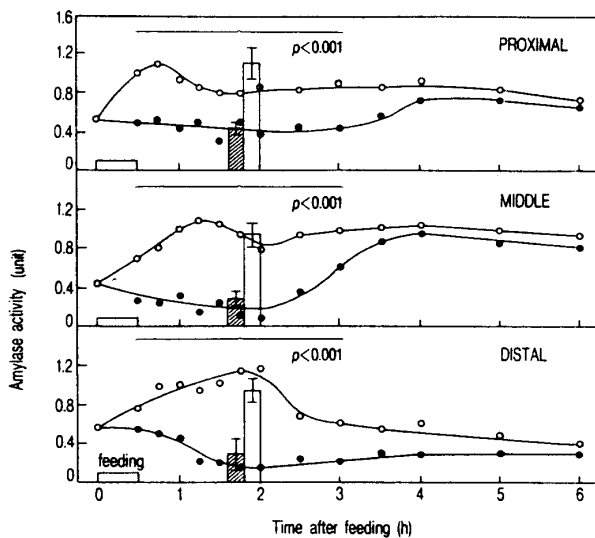 1.6
p<0.001
PROXIMAL
1.2
0.8
0.4
0
p<0.001
MIDDLE
1.2
0.8
0.4
0
p<0.001
DISTAL
1.2
0.8
0.4
feeding
0
0 1 2 3 4 5 6
Amylase activity (unit)
Time after feeding (h)